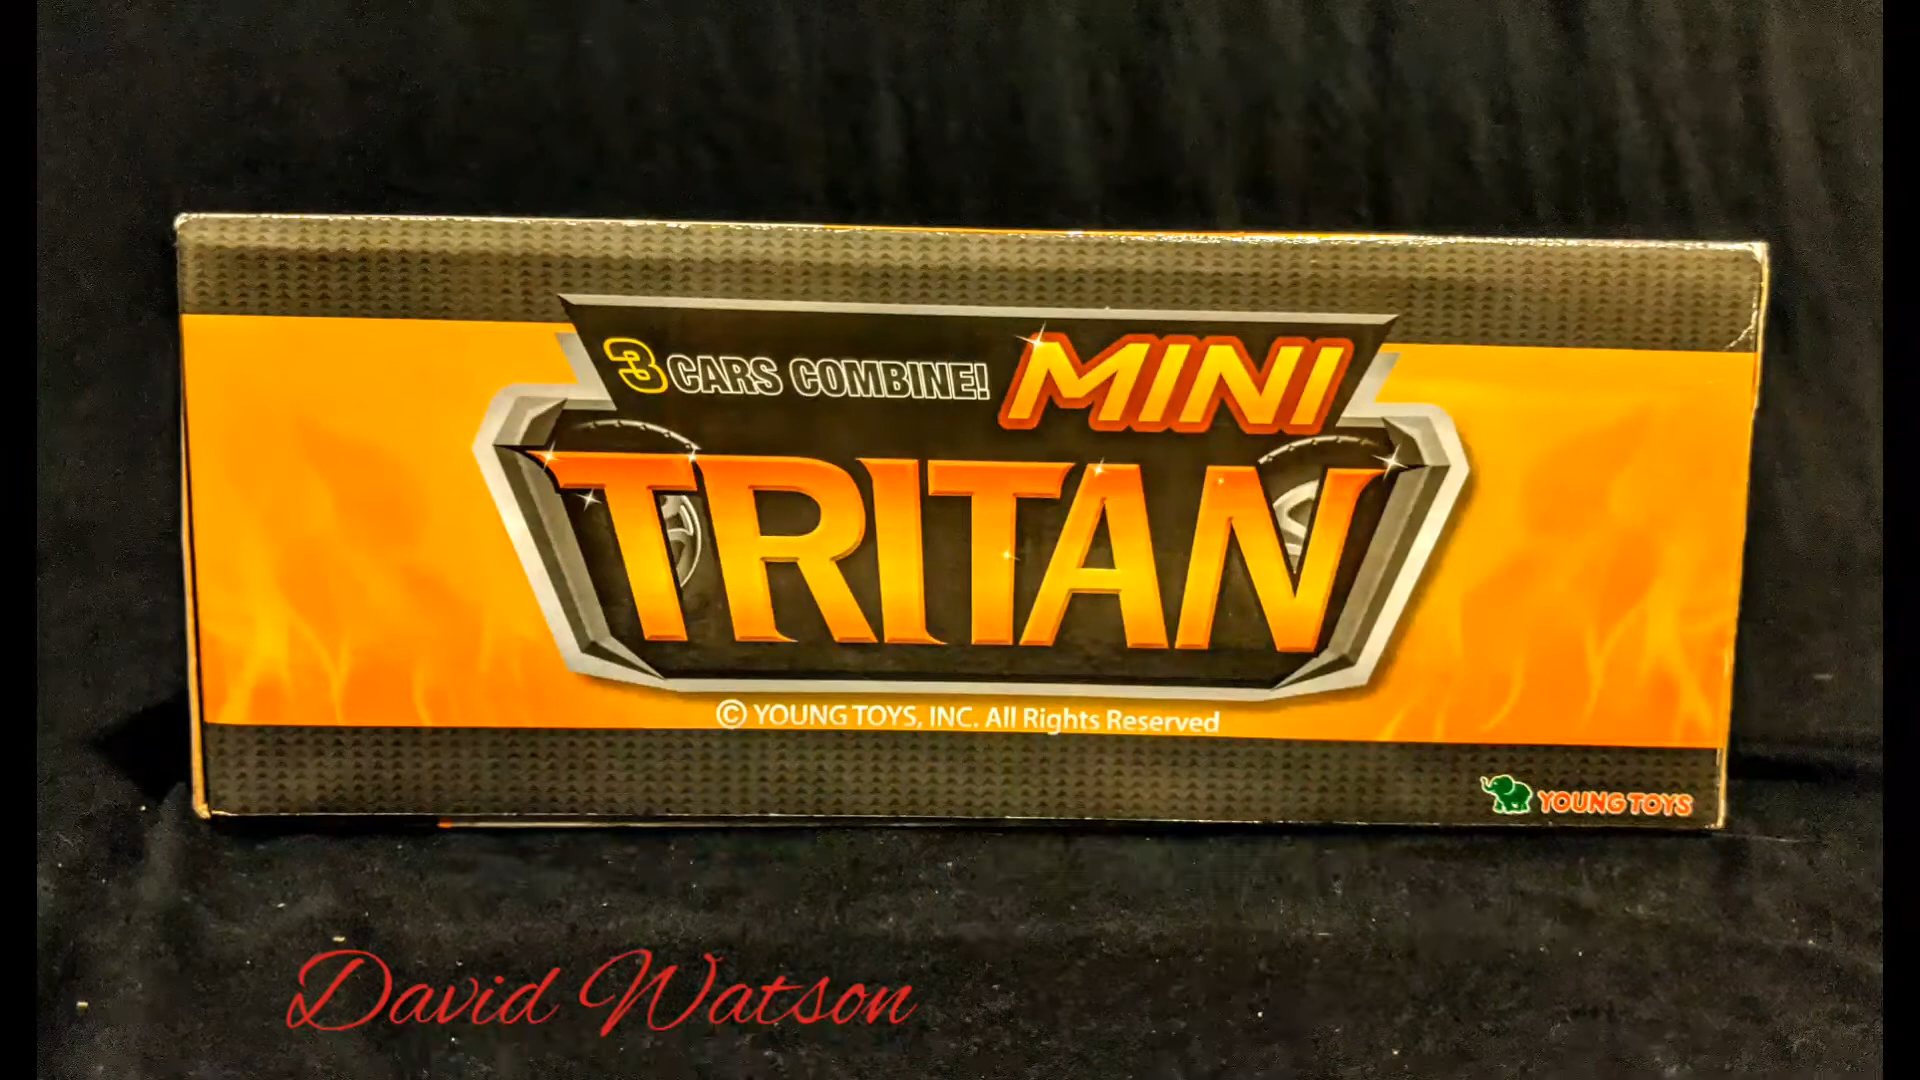 3 CARS COMBINE! MINI
TRITAN
© YOUNG TOYS, INC. All Rights Reserved
YOUNG TOYS
David Watson